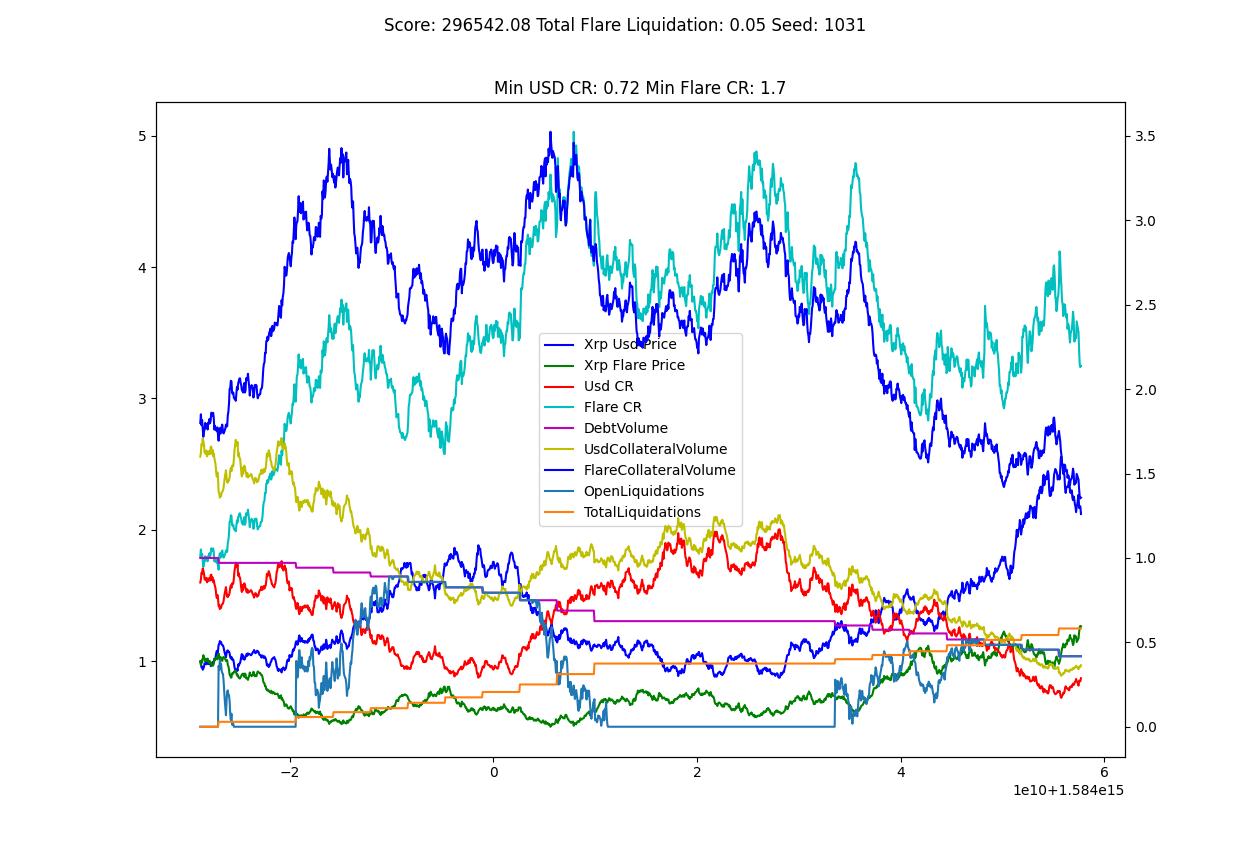 Score: 296542.08 Total Flare Liquidation: 0.05 Seed: 1031
Min USD CR: 0.72 Min Flare CR: 1.7
5
4
3
2
1
3.5
3.0
2.5
2.0
1.5
1.0
0.5
0.0
Xrp Usd Price
Xrp Flare Price
Usd CR
Flare CR
DebtVolume
UsdCollateralVolume
FlareCollateralVolume
OpenLiquidations
TotalLiquidations
−2
0
2
4
6
1e10+1.584e15